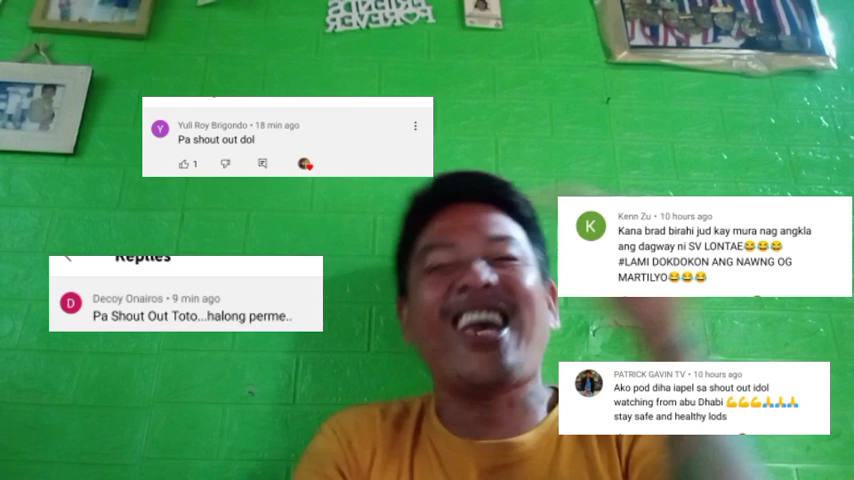 FOREVER
FRIENDS
Yull Roy Brigondo • 18 min ago
Pa shout out dol
1
Replies
Decoy Onairos • 9 min ago
Pa Shout Out Toto...halong perme..
Kenn Zu • 10 hours ago
Kana brad birahi jud kay mura nag angkla
ang dagway ni SV LONTAE😂😂😂
#LAMI DOKDOKON ANG NAWNG OG
MARTILYO😂😂😂
PATRICK GAVIN TV • 10 hours ago
Ako pod diha iapel sa shout out idol
watching from abu Dhabi 💪💪💪🙏🙏🙏
stay safe and healthy lods
Y
D
K